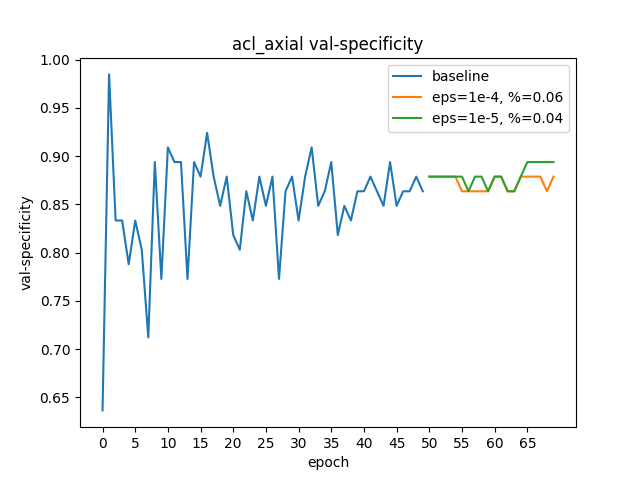 acl_axial val-specificity
baseline
eps=1e-4, %=0.06
eps=1e-5, %=0.04
val-specificity
1.00
0.95
0.90
0.85
0.80
0.75
0.70
0.65
0 5 10 15 20 25 30 35 40 45 50 55 60 65
epoch